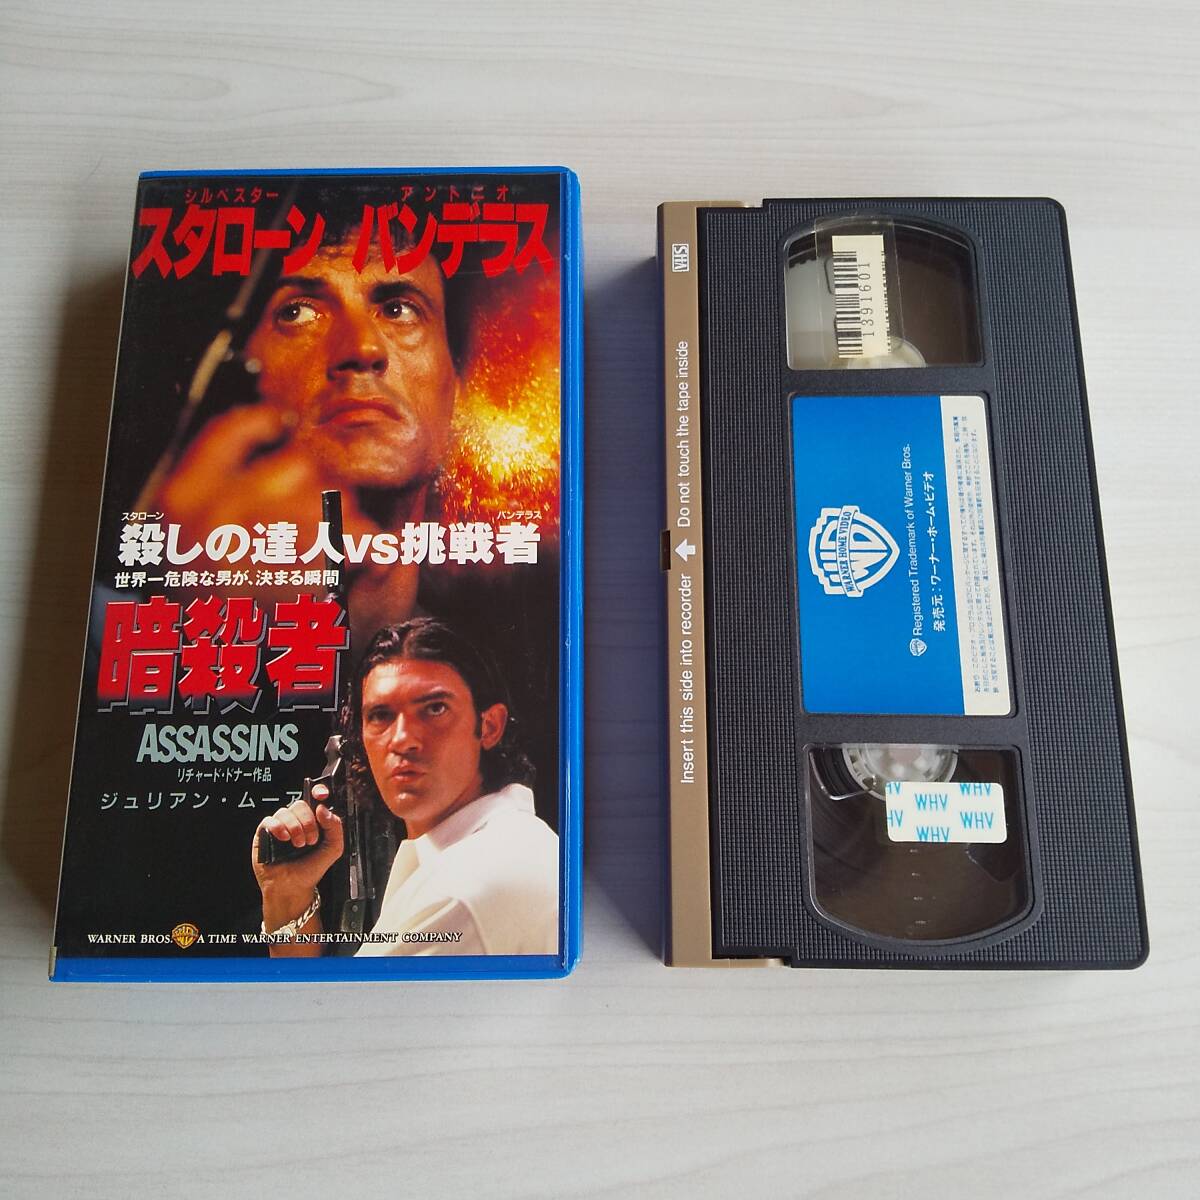 シルベスター アントニオ
スタローン バンデラス
スタローン バンデラス
殺しの達人vs挑戦者
世界一危険な男が、決まる瞬間
暗殺者
ASSASSINS
リチャード・ドナー作品
ジュリアン・ムーア
WARNER BROS. A TIME WARNER ENTERTAINMENT COMPANY
VHS
Insert this side into recorder Do not touch the tape inside
1391601
WARNER HOME VIDEO
Registered Trademark of Warner Bros.
発売元:ワーナー・ホーム・ビデオ
WHV WHV
WHV WHV
WHV WHV